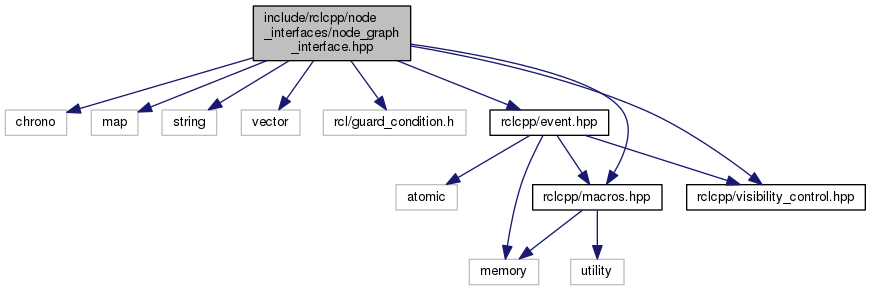 include/rclcpp/node
_interfaces/node_graph
_interface.hpp
chrono
map
string
vector
rcl/guard_condition.h
rclcpp/event.hpp
atomic
rclcpp/macros.hpp
rclcpp/visibility_control.hpp
memory
utility